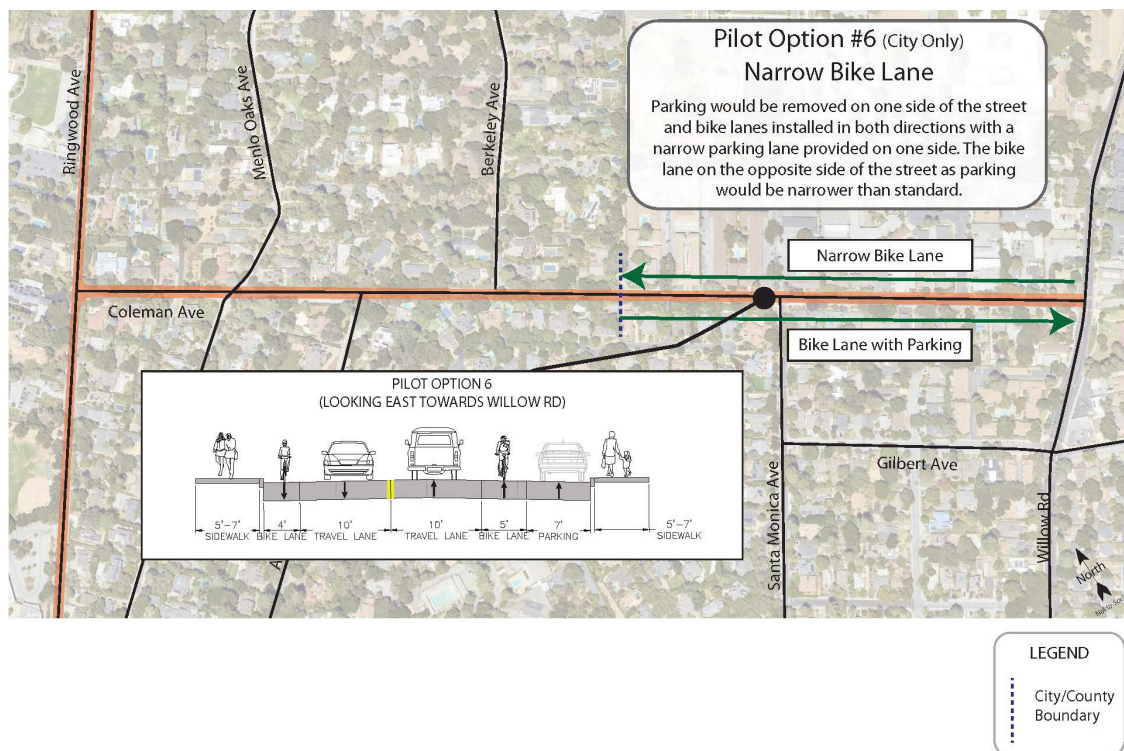 Pilot Option #6 (City Only)
Narrow Bike Lane
Parking would be removed on one side of the street
and bike lanes installed in both directions with a
narrow parking lane provided on one side. The bike
lane on the opposite side of the street as parking
would be narrower than standard.
Ringwood Ave
Menlo Oaks Ave
Berkeley Ave
Narrow Bike Lane
Coleman Ave
Bike Lane with Parking
PILOT OPTION 6
(LOOKING EAST TOWARDS WILLOW RD)
5'-7' 4' 10' 10' 5' 7' 5'-7'
SIDEWALK BIKE LANE TRAVEL LANE TRAVEL LANE BIKE LANE PARKING SIDEWALK
A
Santa Monica Ave
Gilbert Ave
Willow Rd
North
Not to Scal
LEGEND
City/County
Boundary